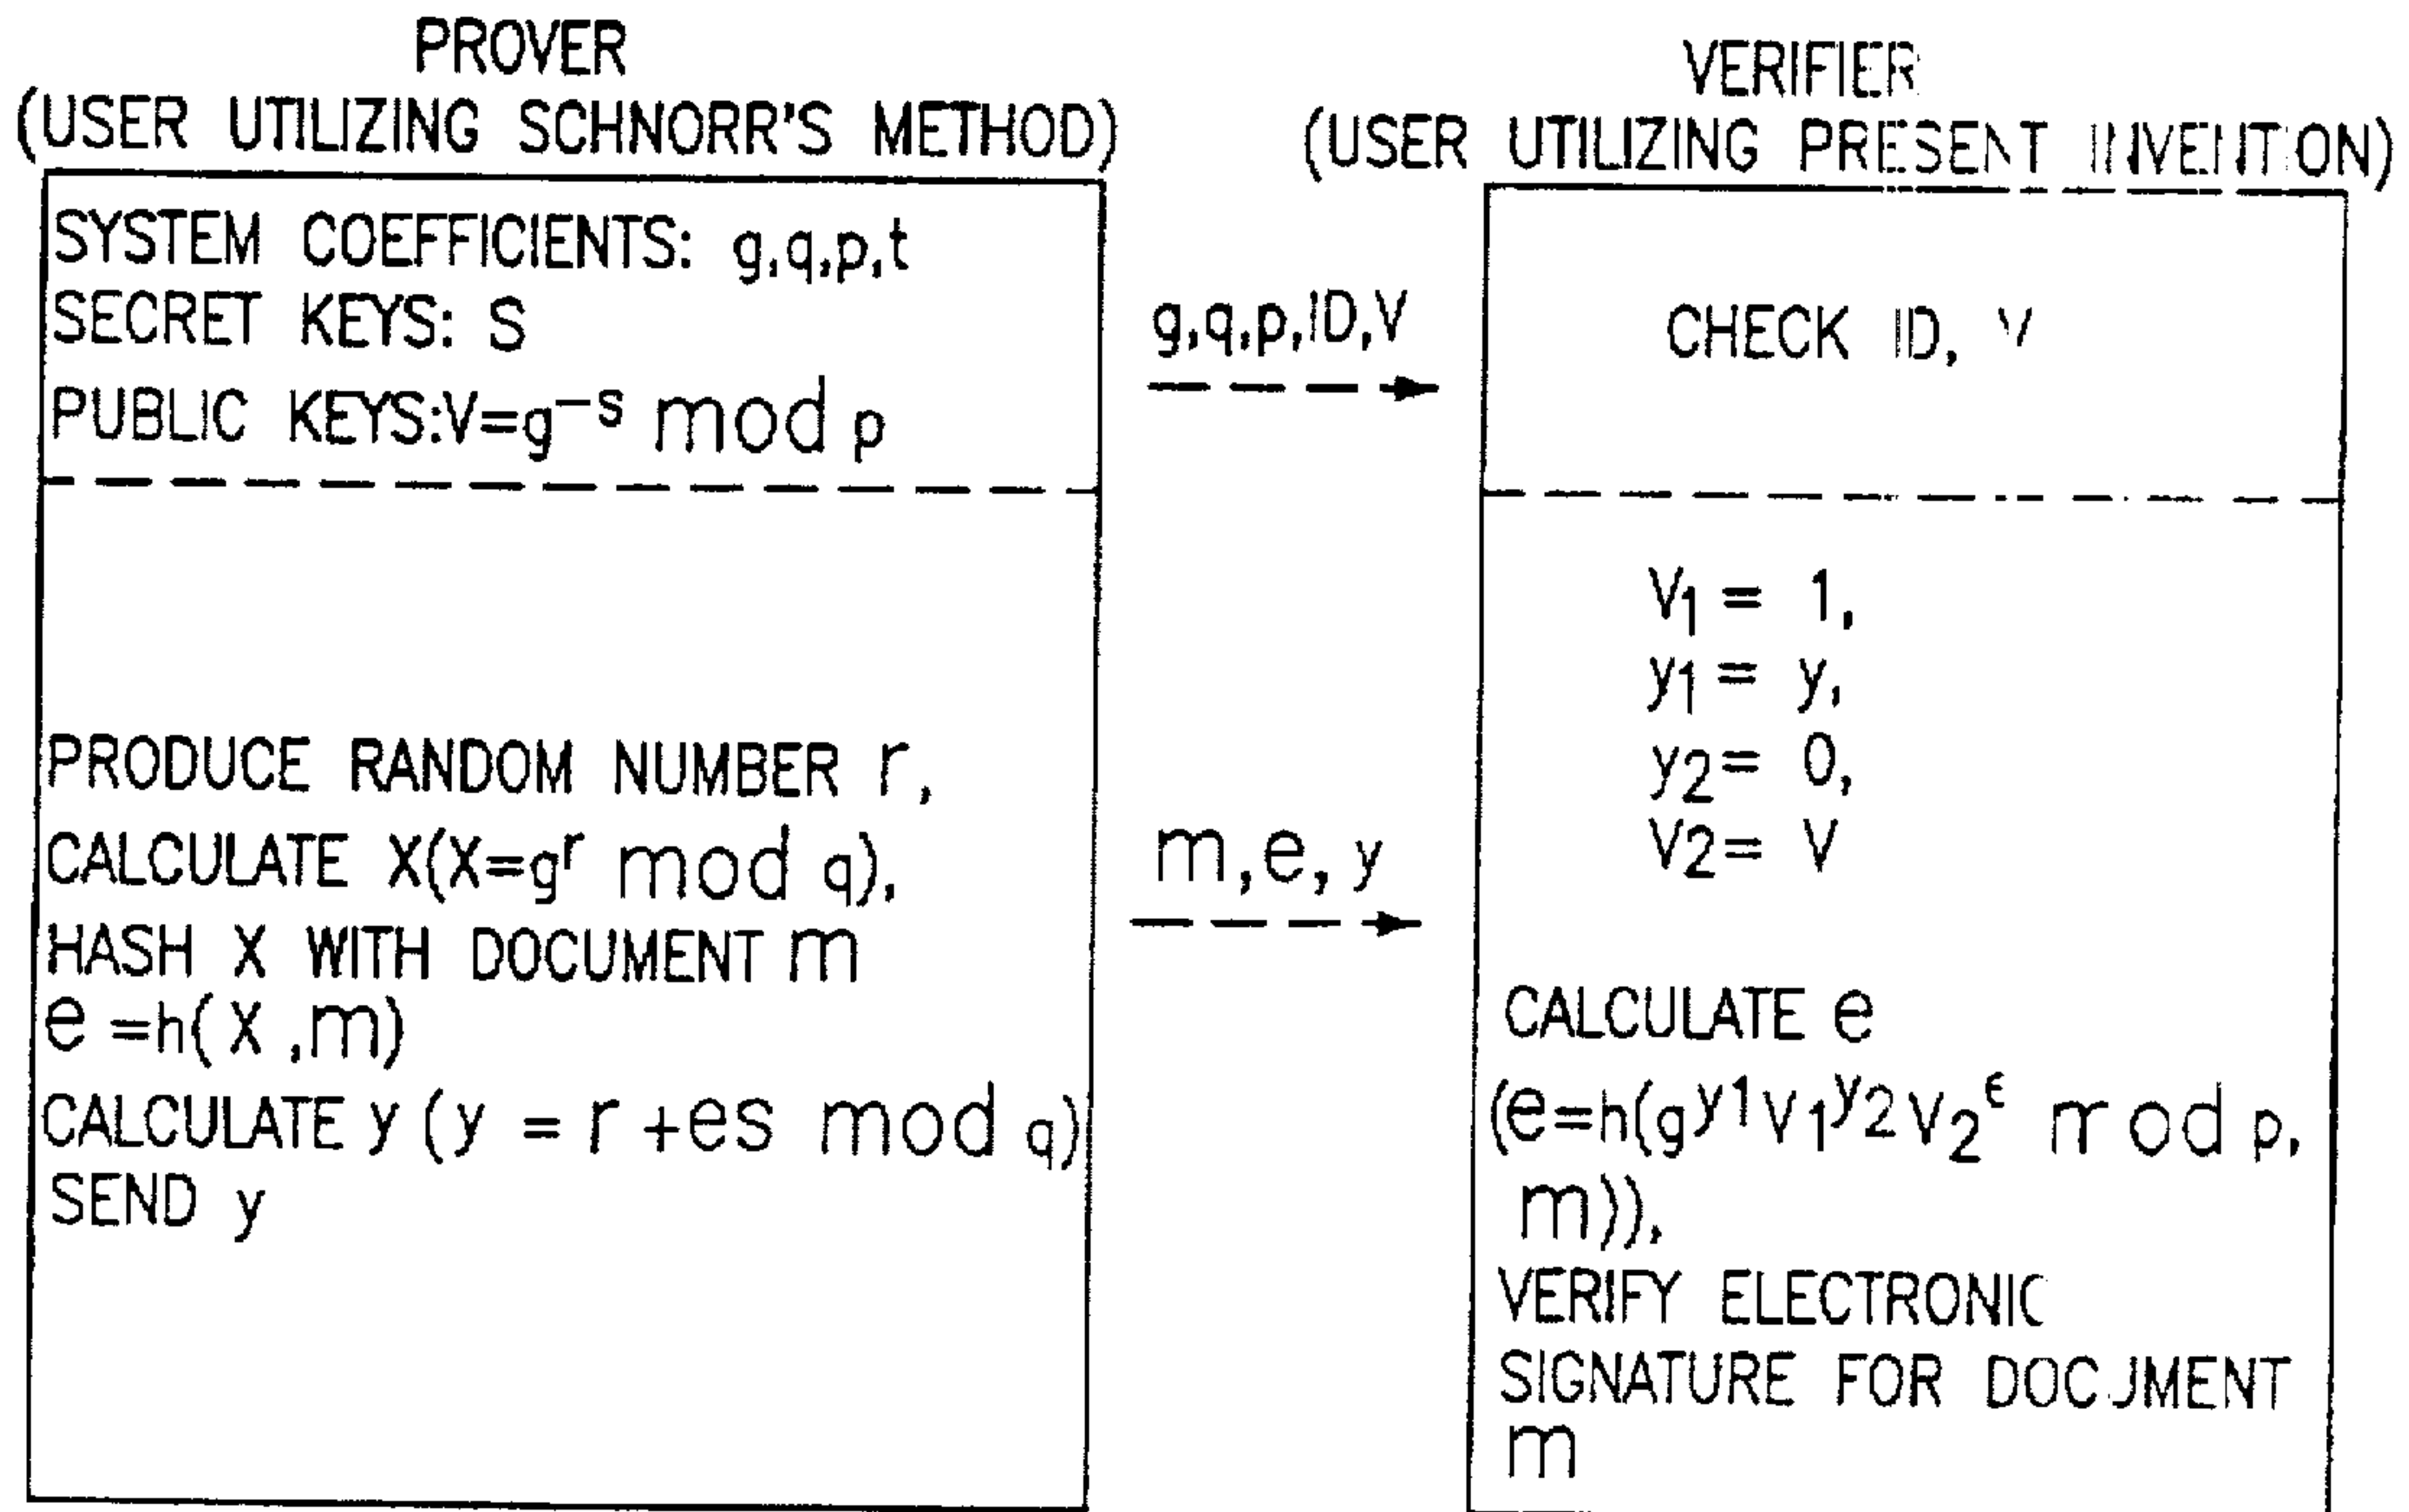 PROVER
(USER UTILIZING SCHNORR'S METHOD)
SYSTEM COEFFICIENTS: g,q,p,t
SECRET KEYS: S
PUBLIC KEYS:V=g⁻ˢ mod p
PRODUCE RANDOM NUMBER r,
CALCULATE X(X=gʳ mod q),
HASH X WITH DOCUMENT m
e =h( X ,m)
CALCULATE y (y = r +es mod q)
SEND y
g,q,p,ID,V
m,e, y
VERIFIER
(USER UTILIZING PRESENT INVENTION)
CHECK ID, V
V1 = 1,
y1 = y,
y2= 0,
V2= V
CALCULATE e
(e=h(g^y1 V1^y2 V2^e mod p,
m)),
VERIFY ELECTRONIC
SIGNATURE FOR DOCUMENT
m